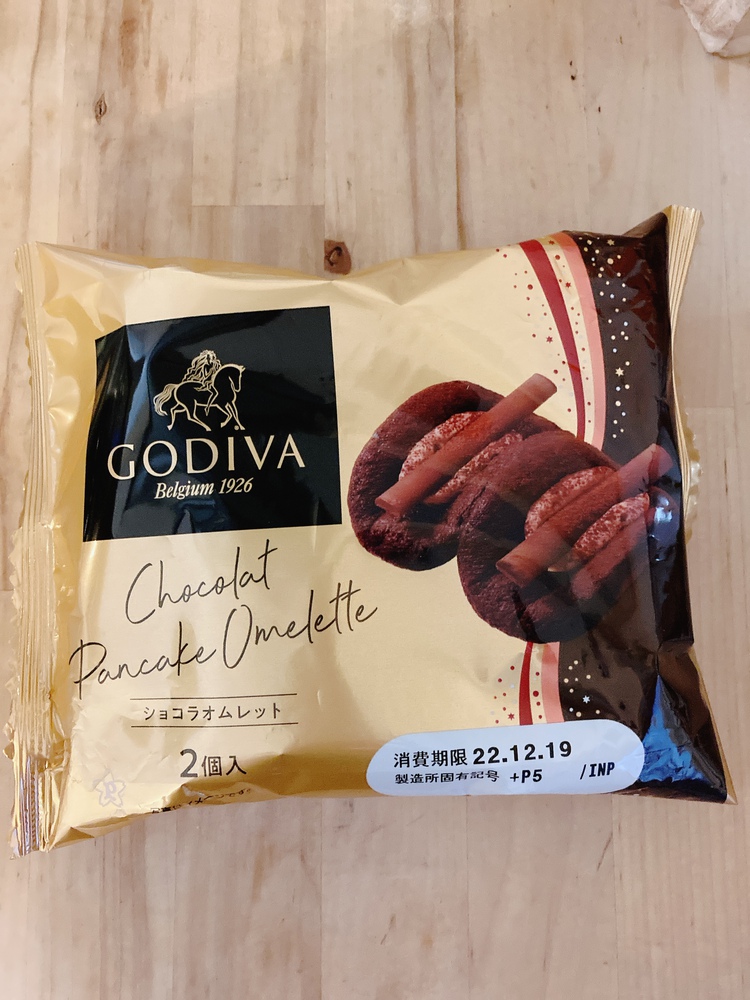 GODIVA
Belgium 1926
Chocolat
Pancake Omelette
ショコラオムレット
2個入
消費期限 22.12.19
製造所固有記号 +P5 /INP